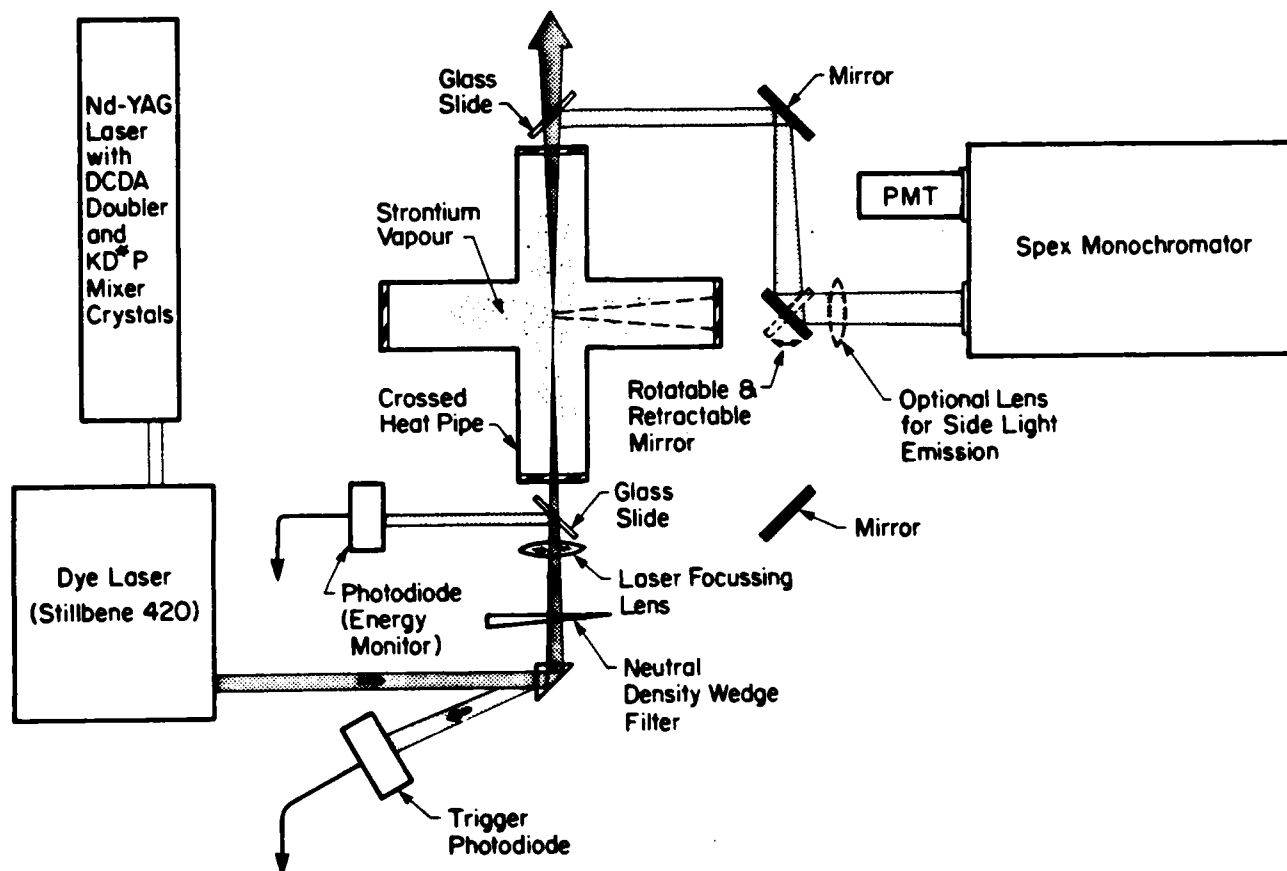 Nd-YAG
Laser
with
DCDA
Doubler
and
KD*P
Mixer
Crystals
Glass
Slide
Mirror
PMT
Spex Monochromator
Strontium
Vapour
Crossed
Heat Pipe
Rotatable &
Retractable
Mirror
Optional Lens
for Side Light
Emission
Glass
Slide
Mirror
Dye Laser
(Stillbene 420)
Photodiode
(Energy
Monitor)
Laser Focussing
Lens
Neutral
Density Wedge
Filter
Trigger
Photodiode